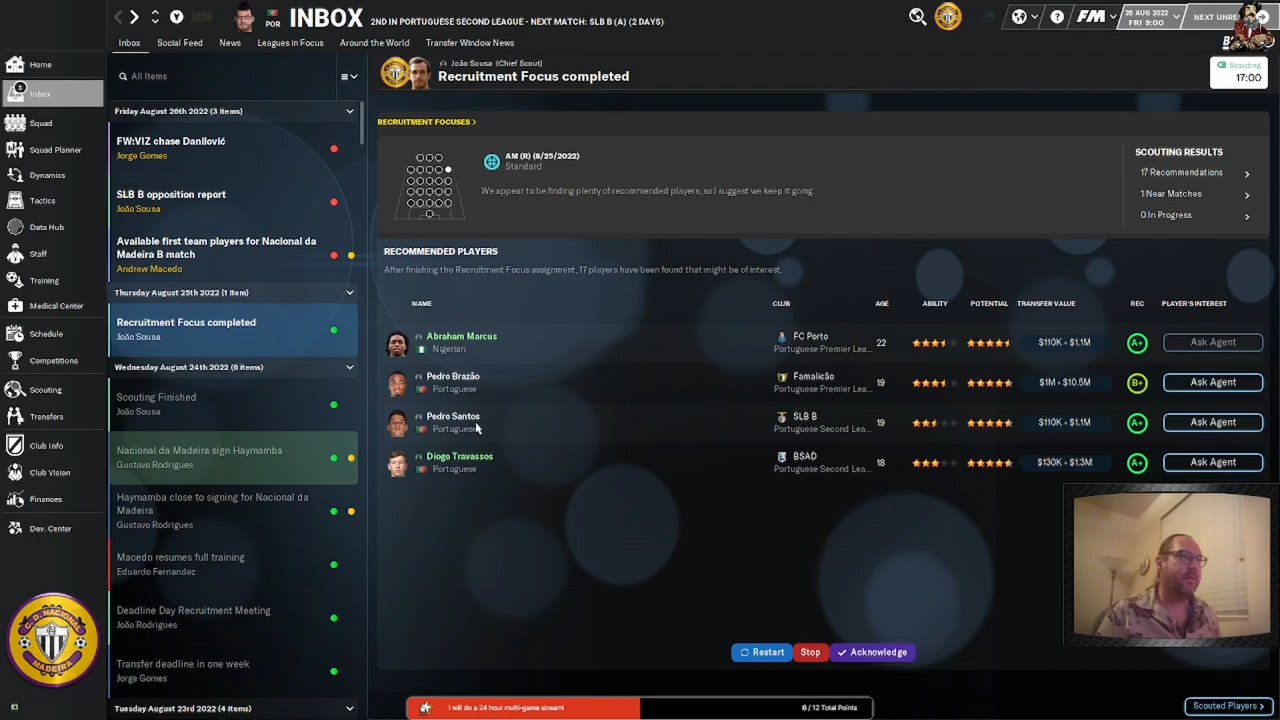 POR
INBOX
2ND IN PORTUGUESE SECOND LEAGUE - NEXT MATCH: SLB B (A) (2 DAYS)
FM
26 AUG 2022
FRI 9:00
NEXT UNRE
Inbox
Social Feed
News
Leagues in Focus
Around the World
Transfer Window News
Home
3
Inbox
Squad
Squad Planner
Dynamics
Tactics
Data Hub
Staff
Training
Medical Center
Schedule
Competitions
Scouting
Transfers
Club Info
Club Vision
Finances
Dev. Center
All Items
Friday August 26th 2022 (3 items)
FW:VIZ chase Danilović
Jorge Gomes
SLB B opposition report
João Sousa
Available first team players for Nacional da
Madeira B match
Andrew Macedo
Thursday August 25th 2022 (1 item)
Recruitment Focus completed
João Sousa
Wednesday August 24th 2022 (6 items)
Scouting Finished
João Sousa
Nacional da Madeira sign Haymamba
Gustavo Rodrigues
Haymamba close to signing for Nacional da
Madeira
Gustavo Rodrigues
Macedo resumes full training
Eduardo Fernandez
Deadline Day Recruitment Meeting
João Rodrigues
Transfer deadline in one week
Jorge Gomes
Tuesday August 23rd 2022 (4 items)
João Sousa (Chief Scout)
Recruitment Focus completed
Scouting
17:00
RECRUITMENT FOCUSES >
AM (R) (8/25/2022)
Standard
We appear to be finding plenty of recommended players, so I suggest we keep it going.
SCOUTING RESULTS
17 Recommendations
1 Near Matches
0 In Progress
RECOMMENDED PLAYERS
After finishing the Recruitment Focus assignment, 17 players have been found that might be of interest.
NAME CLUB AGE ABILITY POTENTIAL TRANSFER VALUE REC PLAYER'S INTEREST
Abraham Marcus FC Porto 22 $110K - $1.1M A+ Ask Agent
Nigerian Portuguese Premier Lea...
Pedro Brazão Famalicão 19 $1M - $10.5M B+ Ask Agent
Portuguese Portuguese Premier Lea...
Pedro Santos SLB B 19 $110K - $1.1M A+ Ask Agent
Portuguese Portuguese Second Lea...
Diogo Travassos BSAD 18 $130K - $1.3M A+ Ask Agent
Portuguese Portuguese Second Lea...
Restart
Stop
Acknowledge
I will do a 24 hour multi-game stream!
6 / 12 Total Points
Scouted Players >